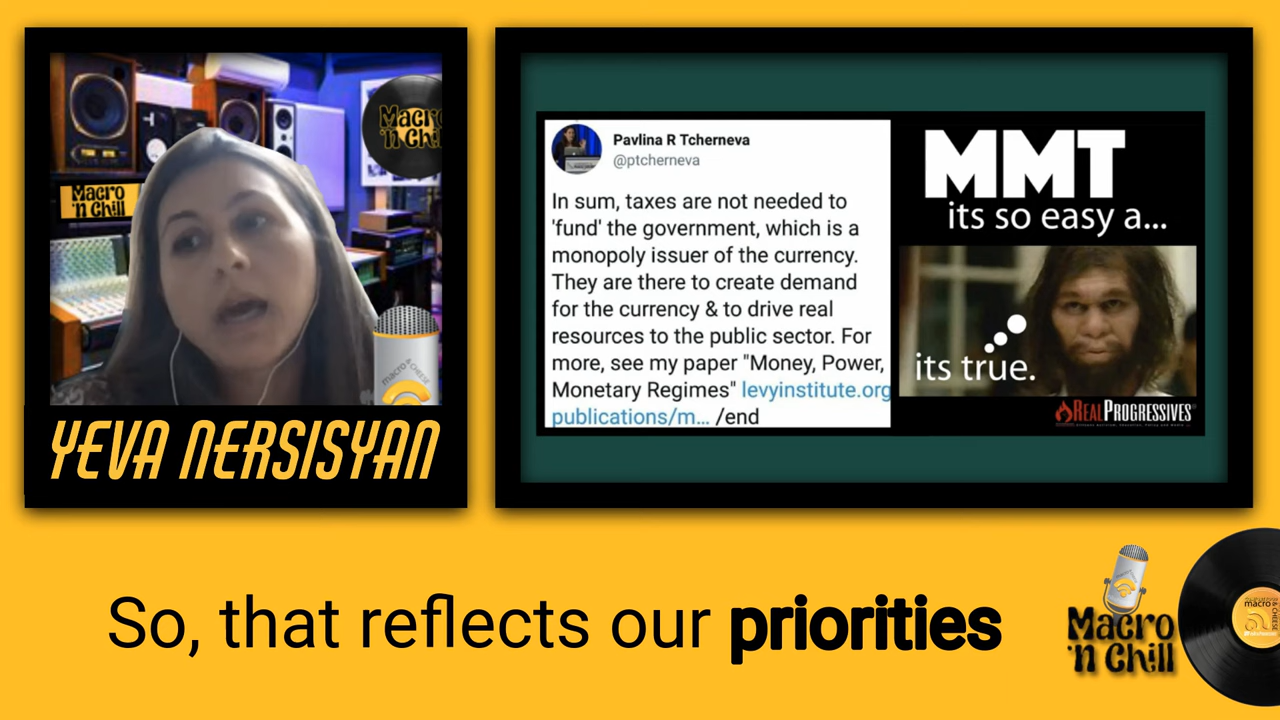 Macro
'N Chill
Macro
'N Chill
macro N CHEESE
YEVA NERSISYAN
Pavlina R Tcherneva
@ptcherneva
In sum, taxes are not needed to
'fund' the government, which is a
monopoly issuer of the currency.
They are there to create demand
for the currency & to drive real
resources to the public sector. For
more, see my paper "Money, Power,
Monetary Regimes" levyinstitute.org
publications/m... /end
MMT
its so easy a...
its true.
REALPROGRESSIVES
So, that reflects our priorities
Macro
'N Chill
macro